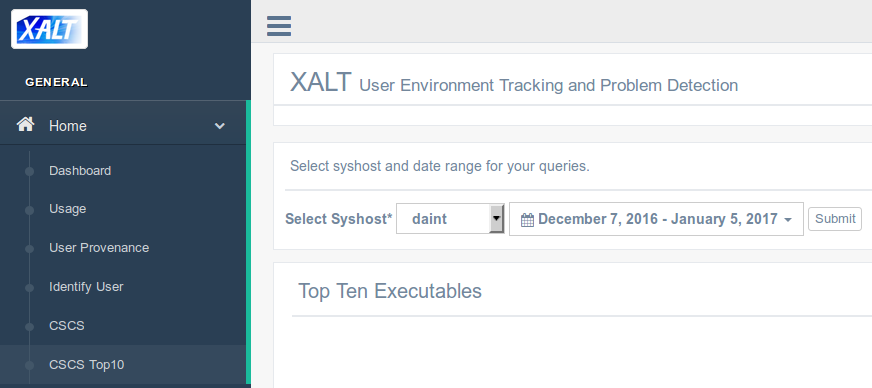 XALT
GENERAL
Home
Dashboard
Usage
User Provenance
Identify User
CSCS
CSCS Top10
XALT User Environment Tracking and Problem Detection
Select syshost and date range for your queries.
Select Syshost* daint December 7, 2016 - January 5, 2017 Submit
Top Ten Executables